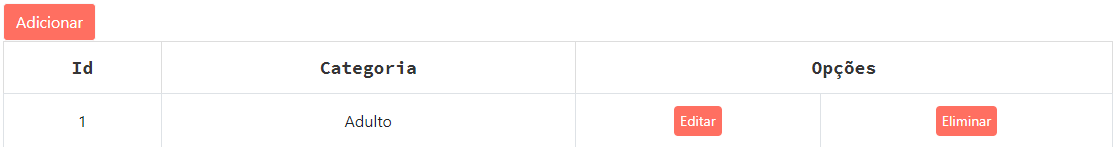 Adicionar
Id Categoria Opções
1 Adulto Editar Eliminar